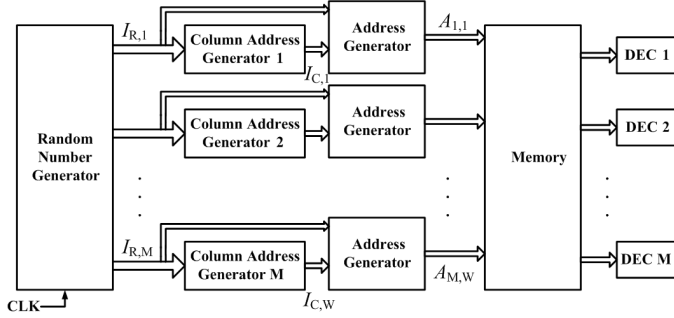 I_R,1
Column Address
Generator 1
I_C,1
Address
Generator
A_1,1
DEC 1
Random
Number
Generator
Column Address
Generator 2
Address
Generator
Memory
DEC 2
I_R,M
Column Address
Generator M
I_C,W
Address
Generator
A_M,W
DEC M
CLK